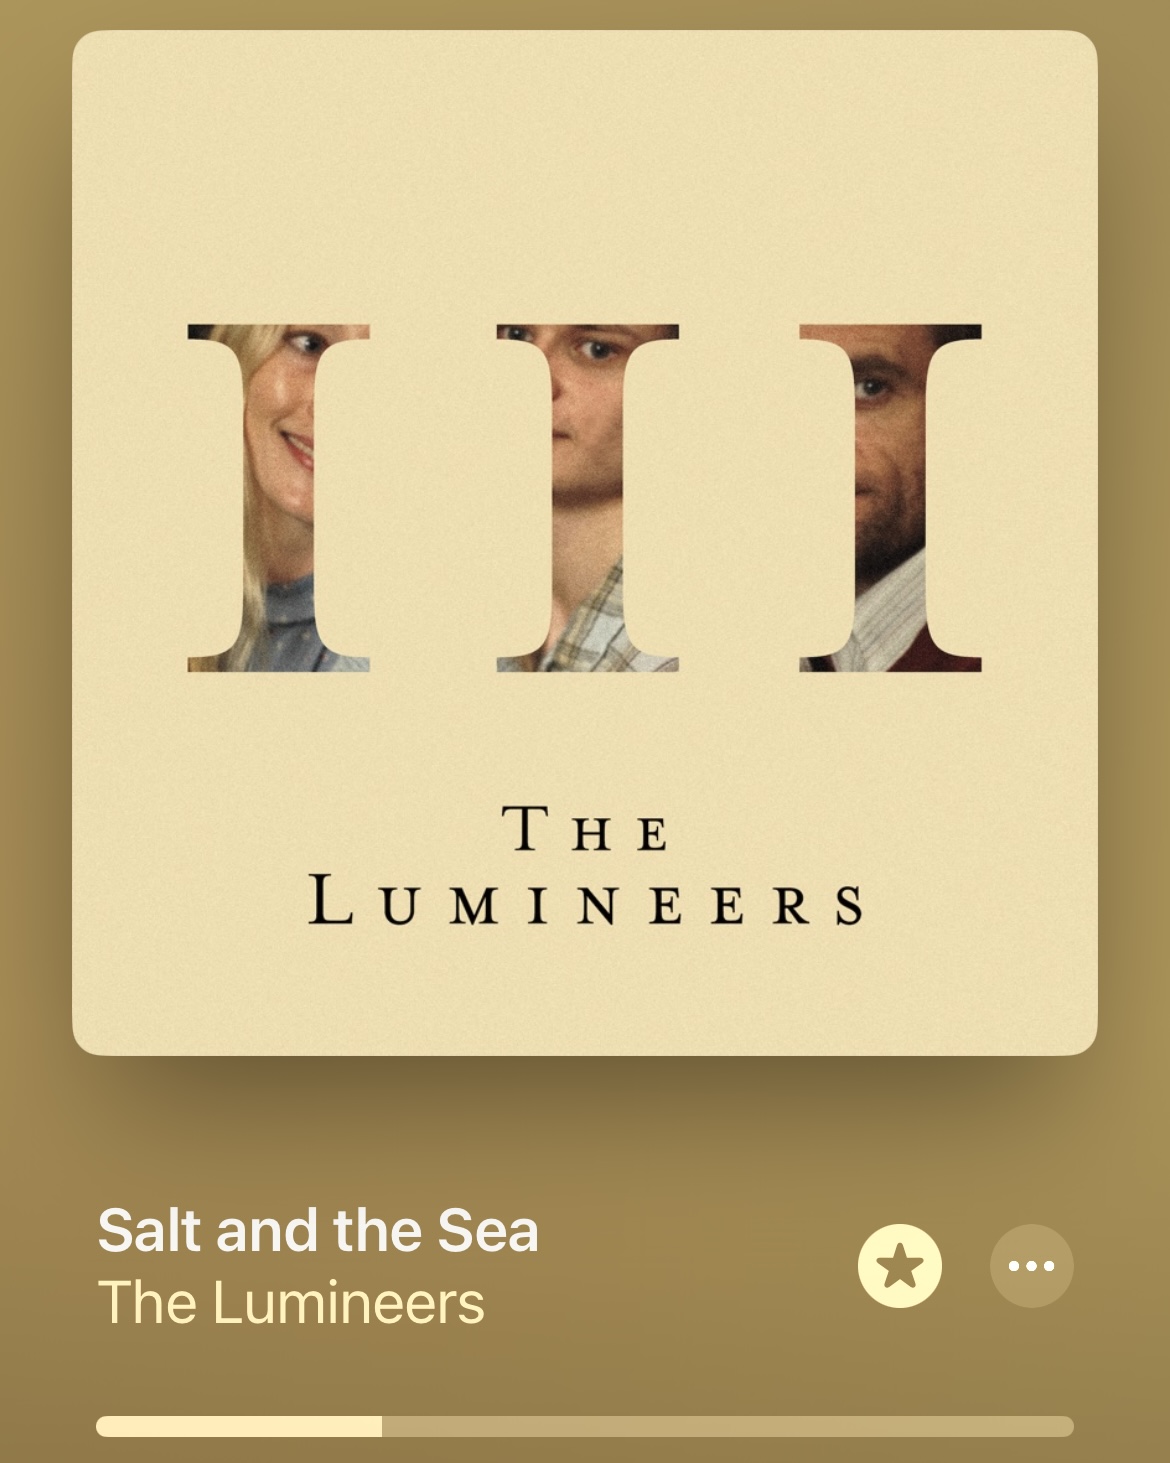 III
The
Lumineers
Salt and the Sea
The Lumineers